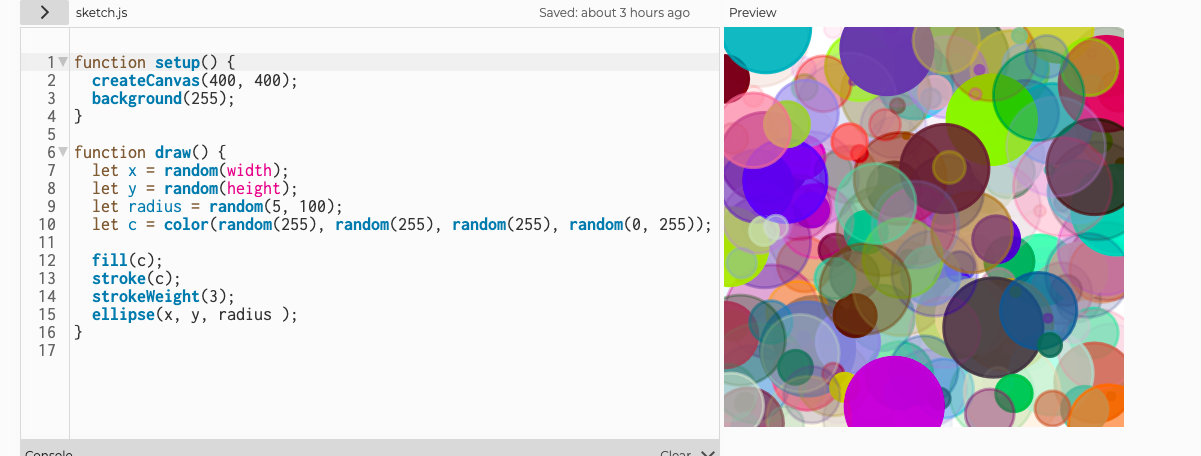 sketch.js Saved: about 3 hours ago Preview
1 function setup() {
2 createCanvas(400, 400);
3 background(255);
4 }
5
6 function draw() {
7 let x = random(width);
8 let y = random(height);
9 let radius = random(5, 100);
10 let c = color(random(255), random(255), random(255), random(0, 255));
11
12 fill(c);
13 stroke(c);
14 strokeWeight(3);
15 ellipse(x, y, radius );
16 }
17
Console Clear